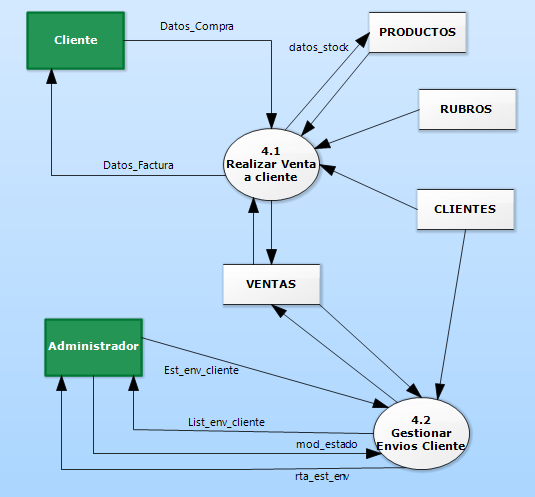 Datos_Compra
PRODUCTOS
Cliente
datos_stock
RUBROS
4.1
Realizar Venta
a cliente
Datos_Factura
CLIENTES
VENTAS
Administrador
Est_env_cliente
List_env_cliente
4.2
Gestionar
Envios Cliente
mod_estado
rta_est_env